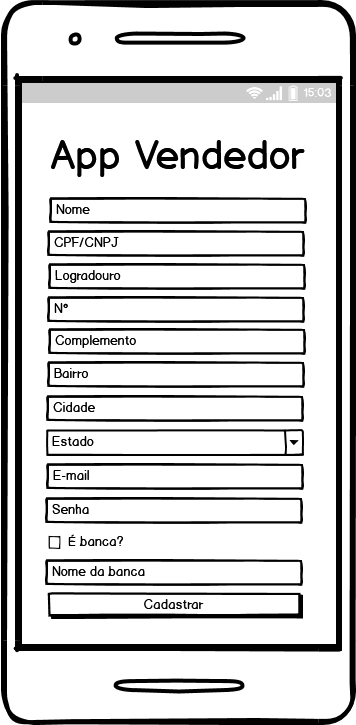 15:03
App Vendedor
Nome
CPF/CNPJ
Logradouro
Nº
Complemento
Bairro
Cidade
Estado
E-mail
Senha
É banca?
Nome da banca
Cadastrar